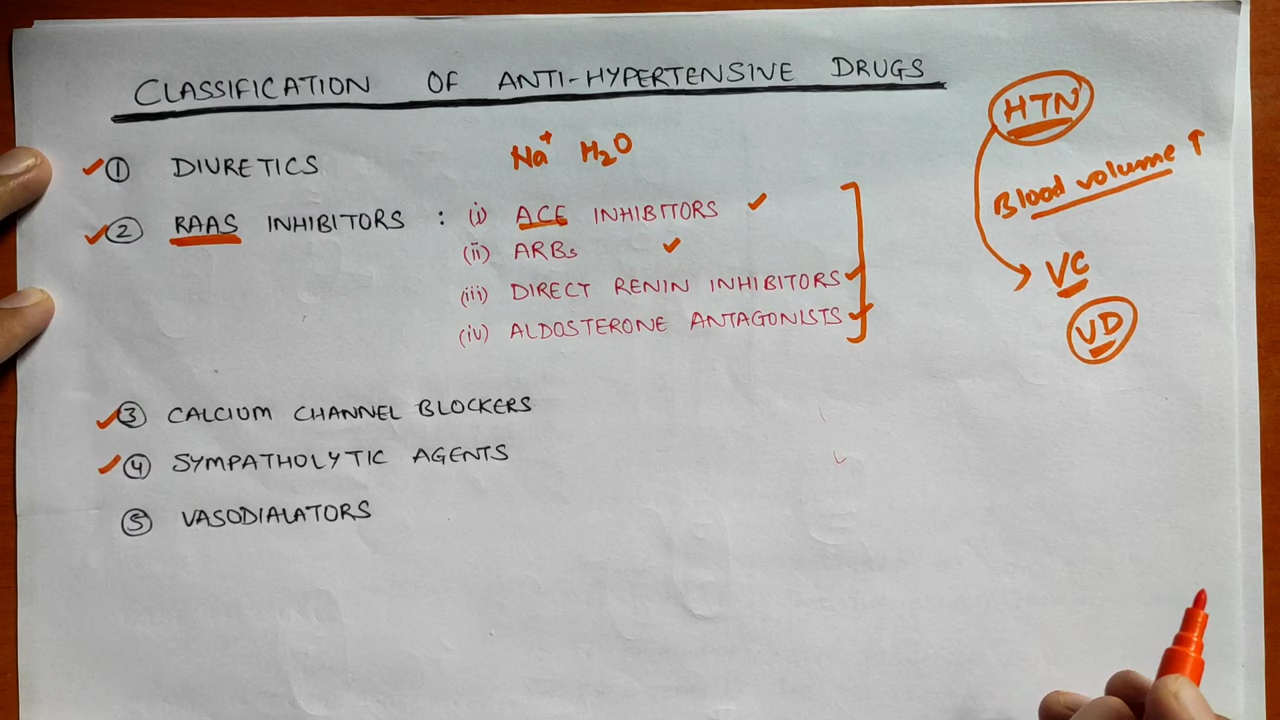 CLASSIFICATION OF ANTI-HYPERTENSIVE DRUGS
① DIURETICS Na⁺ H₂O
② RAAS INHIBITORS : (i) ACE INHIBITORS
(ii) ARBs
(iii) DIRECT RENIN INHIBITORS
(iv) ALDOSTERONE ANTAGONISTS
③ CALCIUM CHANNEL BLOCKERS
④ SYMPATHOLYTIC AGENTS
⑤ VASODIALATORS
HTN
Blood volume ↑
VC
VD